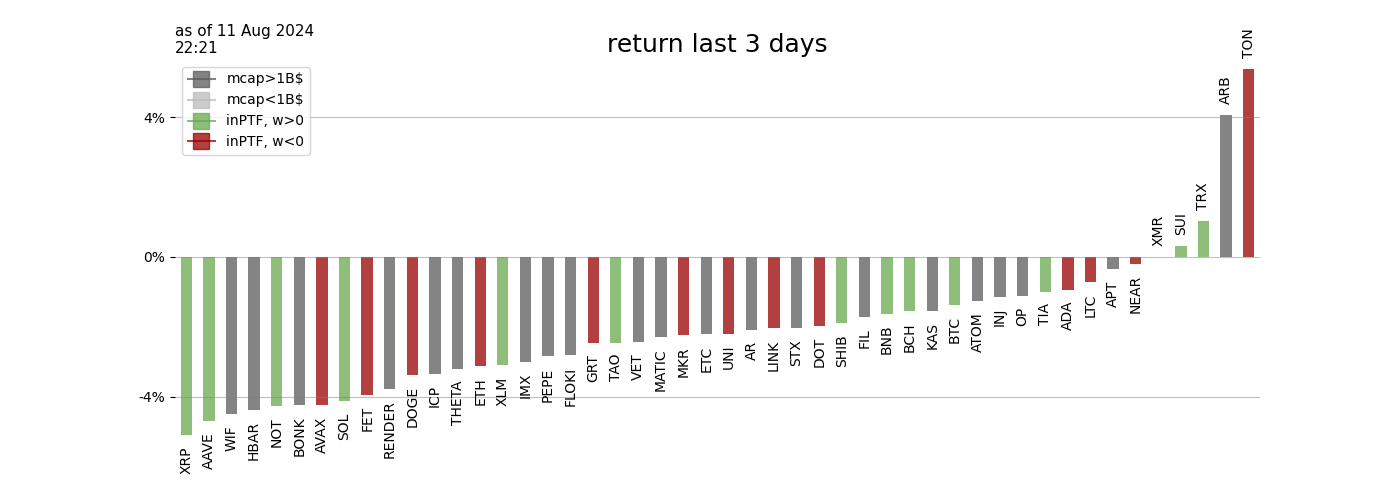 as of 11 Aug 2024
22:21
return last 3 days
mcap>1B$
mcap<1B$
inPTF, w>0
inPTF, w<0
4%
0%
-4%
XRP
AAVE
WIF
HBAR
NOT
BONK
AVAX
SOL
FET
RENDER
DOGE
ICP
THETA
ETH
XLM
IMX
PEPE
FLOKI
GRT
TAO
VET
MATIC
MKR
ETC
UNI
AR
LINK
STX
DOT
SHIB
FIL
BNB
BCH
KAS
BTC
ATOM
INJ
OP
TIA
ADA
LTC
APT
NEAR
XMR
SUI
TRX
ARB
TON